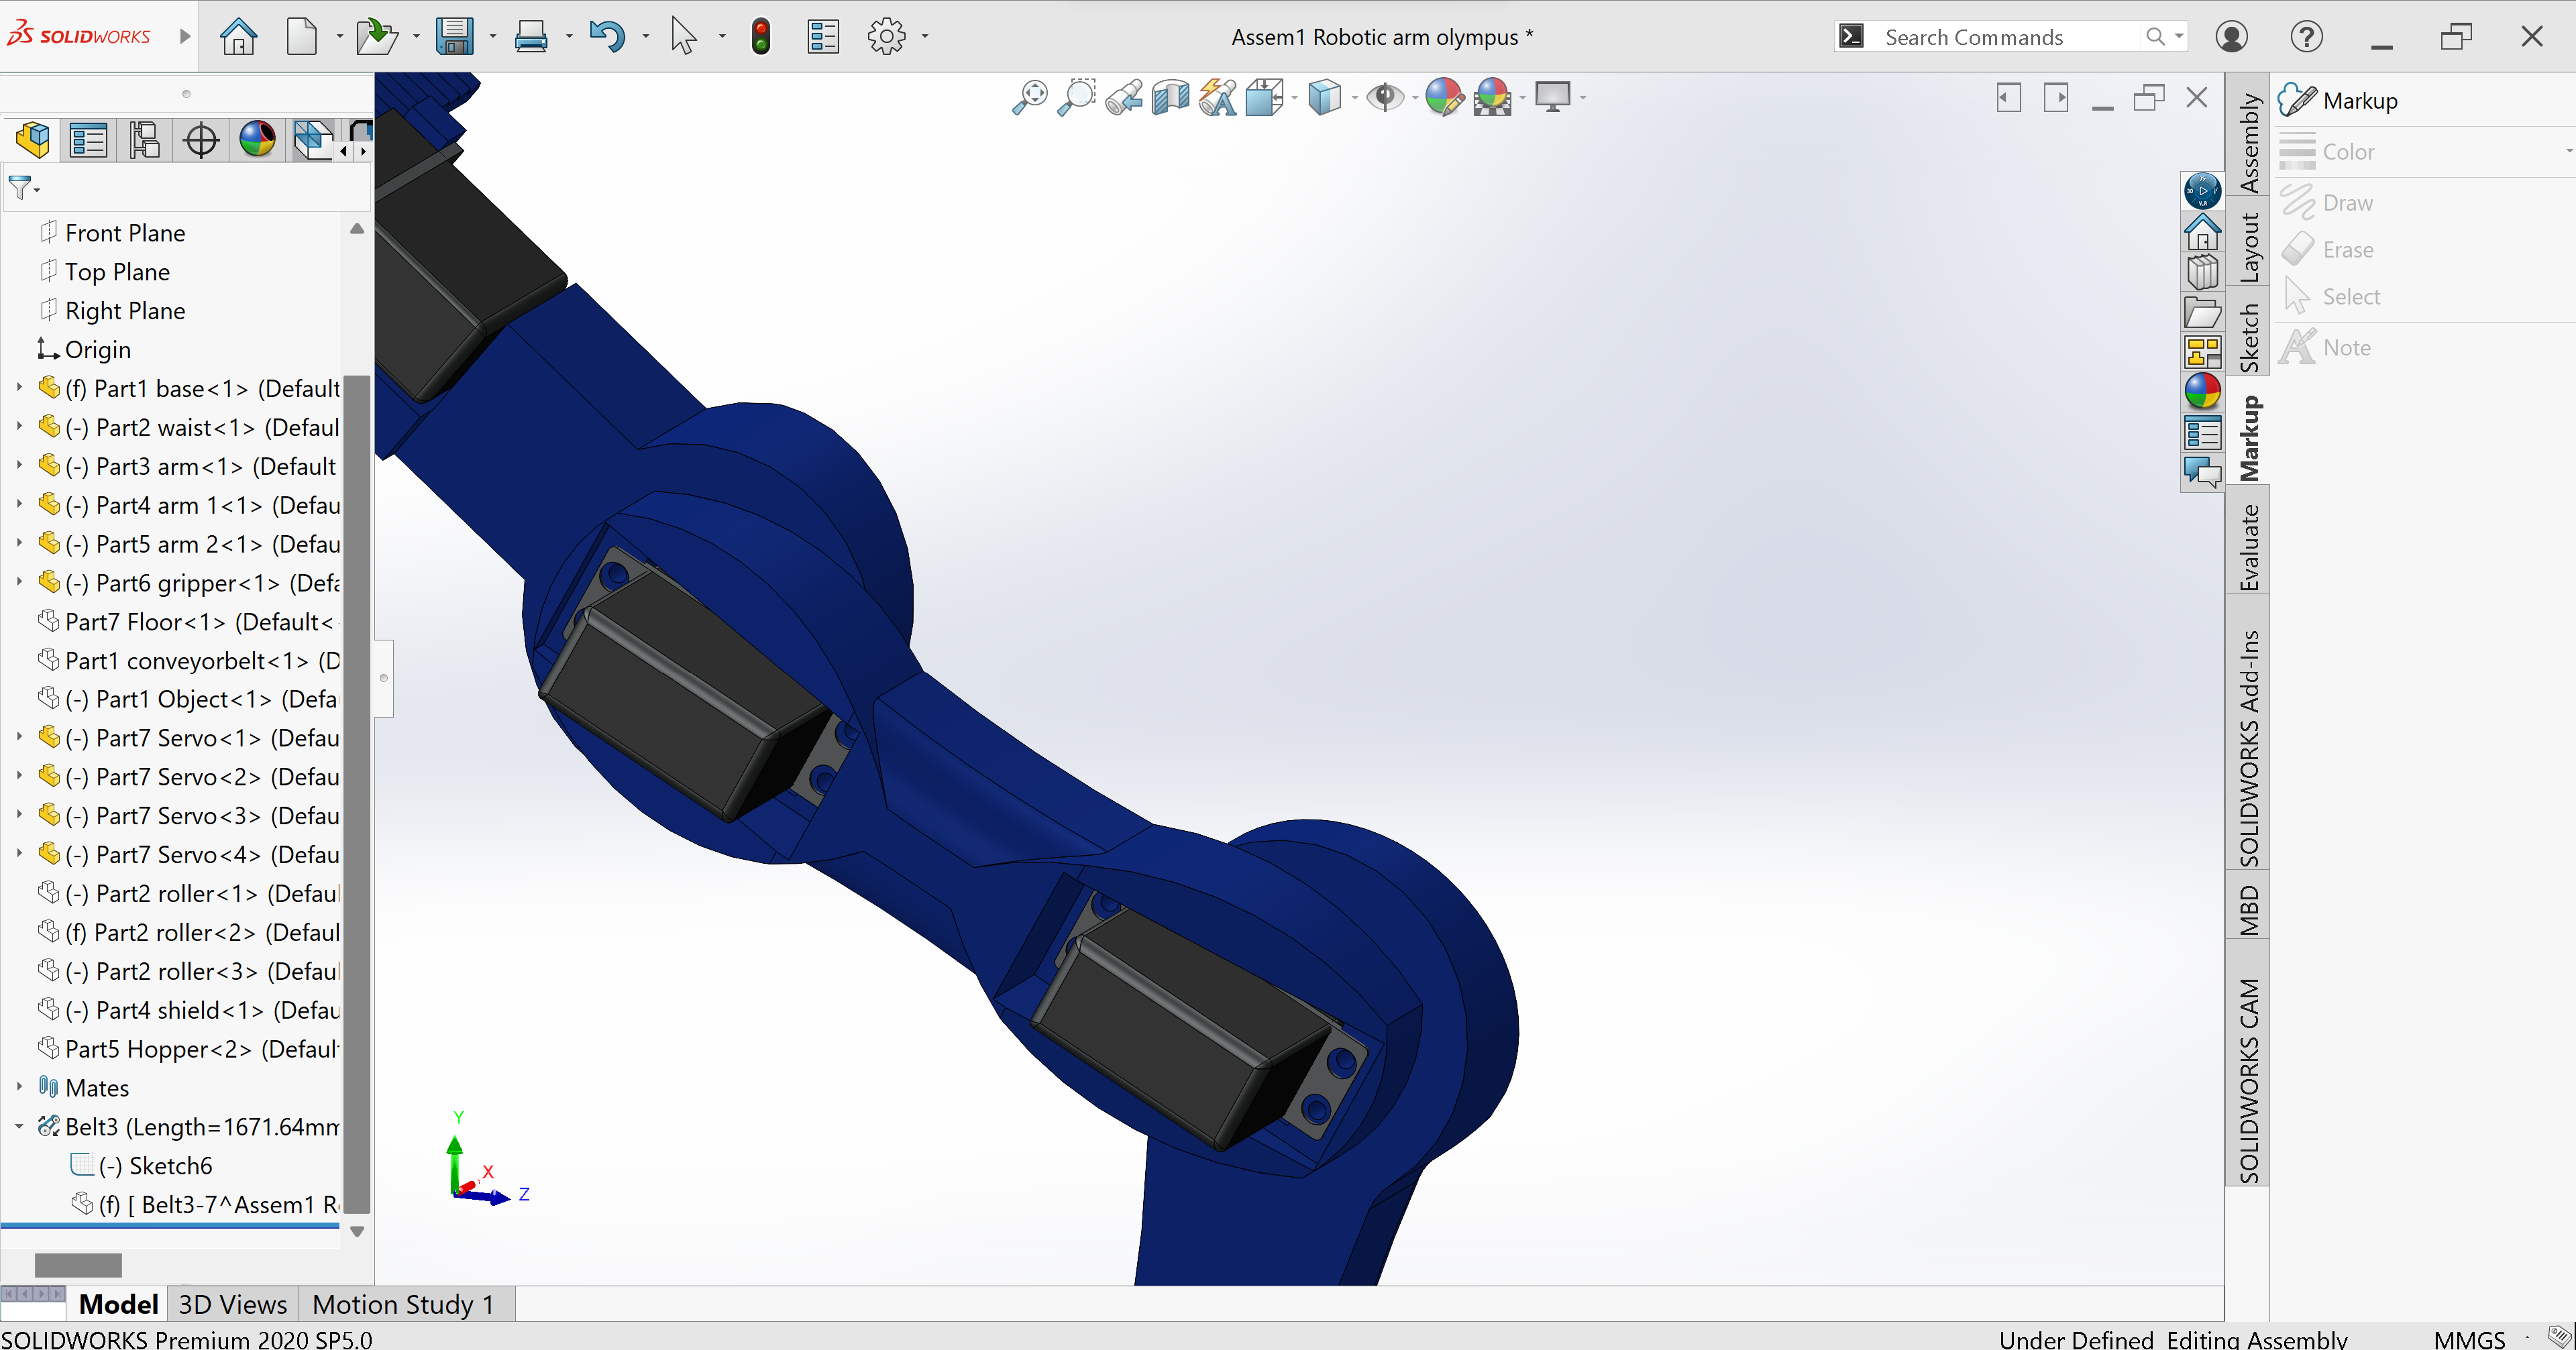 SOLIDWORKS
Assem1 Robotic arm olympus *
Search Commands
Front Plane
Top Plane
Right Plane
Origin
(f) Part1 base<1> (Default
(-) Part2 waist<1> (Defaul
(-) Part3 arm<1> (Default
(-) Part4 arm 1<1> (Defau
(-) Part5 arm 2<1> (Defau
(-) Part6 gripper<1> (Defa
Part7 Floor<1> (Default<
Part1 conveyorbelt<1> (D
(-) Part1 Object<1> (Defa
(-) Part7 Servo<1> (Defau
(-) Part7 Servo<2> (Defau
(-) Part7 Servo<3> (Defau
(-) Part7 Servo<4> (Defau
(-) Part2 roller<1> (Defaul
(f) Part2 roller<2> (Defaul
(-) Part2 roller<3> (Defaul
(-) Part4 shield<1> (Defau
Part5 Hopper<2> (Default
Mates
Belt3 (Length=1671.64mm
(-) Sketch6
(f) [ Belt3-7^Assem1 R
Y
X
Z
Assembly
Layout
Sketch
Markup
Evaluate
SOLIDWORKS Add-Ins
MBD
SOLIDWORKS CAM
Markup
Color
Draw
Erase
Select
Note
Model
3D Views
Motion Study 1
SOLIDWORKS Premium 2020 SP5.0
Under Defined Editing Assembly
MMGS